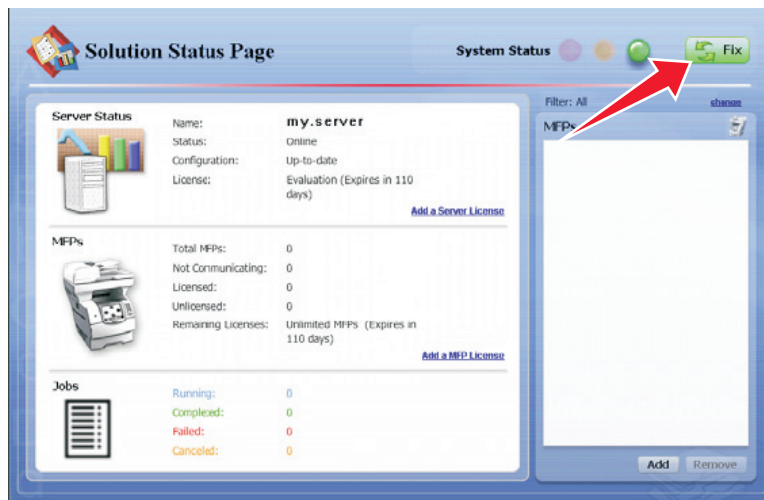 Solution Status Page
System Status
Fix
Server Status
Name: my.server
Status: Online
Configuration: Up-to-date
License: Evaluation (Expires in 110
days)
Add a Server License
MFPs
Total MFPs: 0
Not Communicating: 0
Licensed: 0
Unlicensed: 0
Remaining Licenses: Unlimited MFPs (Expires in
110 days)
Add a MFP License
Jobs
Running: 0
Completed: 0
Failed: 0
Canceled: 0
Filter: All
change
MFPs
Add
Remove